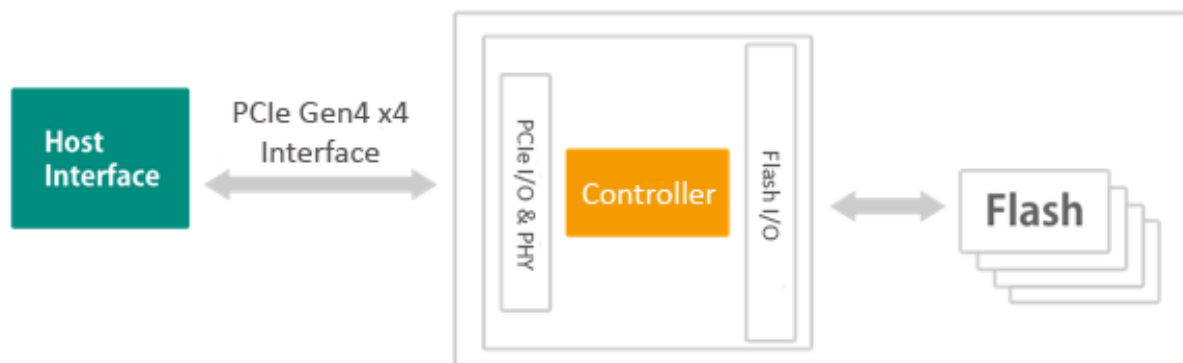 Host
Interface
PCIe Gen4 x4
Interface
PCIe I/O & PHY
Controller
Flash I/O
Flash